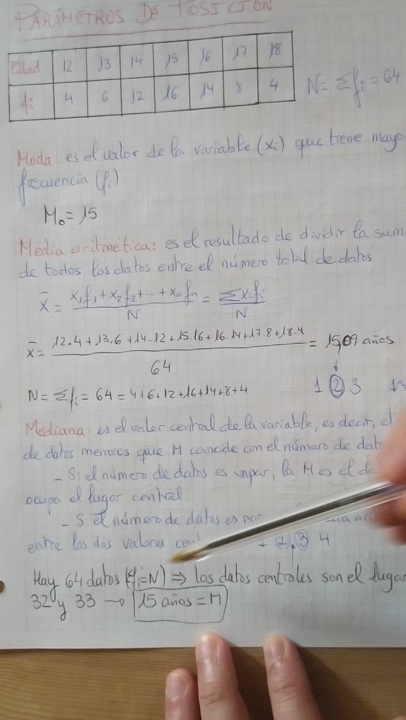 PARÁMETROS DE POSICIÓN
Edad 12 13 14 15 16 17 18
fi 4 6 12 16 14 8 4
N = Σfi = 64
Moda: es el valor de la variable (xi) que tiene mayo
frecuencia (fi)
Mo = 15
Media aritmética: es el resultado de dividir la sum
de todos los datos entre el número total de datos
x̄ = x1f1 + x2f2 + ... + xnfn / N = Σxifi / N
x̄ = 12·4 + 13·6 + 14·12 + 15·16 + 16·14 + 17·8 + 18·4 / 64 = 15,09 años
N = Σfi = 64 = 4+6+12+16+14+8+4
1 2 3
Mediana: es el valor central de la variable, es decir, el
de datos menores que M coincide con el número de dat
- Si el número de datos es impar, la M es el da
ocupa el lugar central.
- Si el número de datos es par
entre los dos valores ce 2, 3 4
Hay 64 datos (Σfi=N) ⇒ los datos centrales son el lugar
32 y 33 → 15 años = M